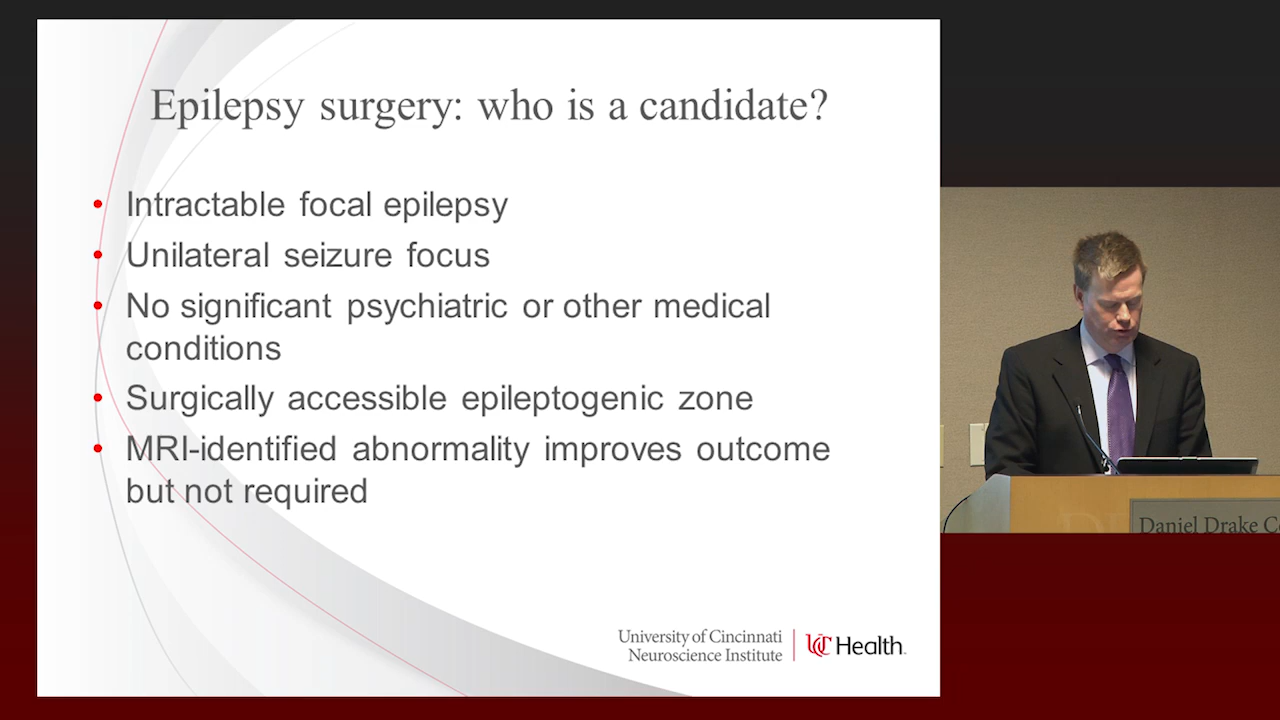 Epilepsy surgery: who is a candidate?
• Intractable focal epilepsy
• Unilateral seizure focus
• No significant psychiatric or other medical
conditions
• Surgically accessible epileptogenic zone
• MRI-identified abnormality improves outcome
but not required
University of Cincinnati
Neuroscience Institute
UC Health
Daniel Drake